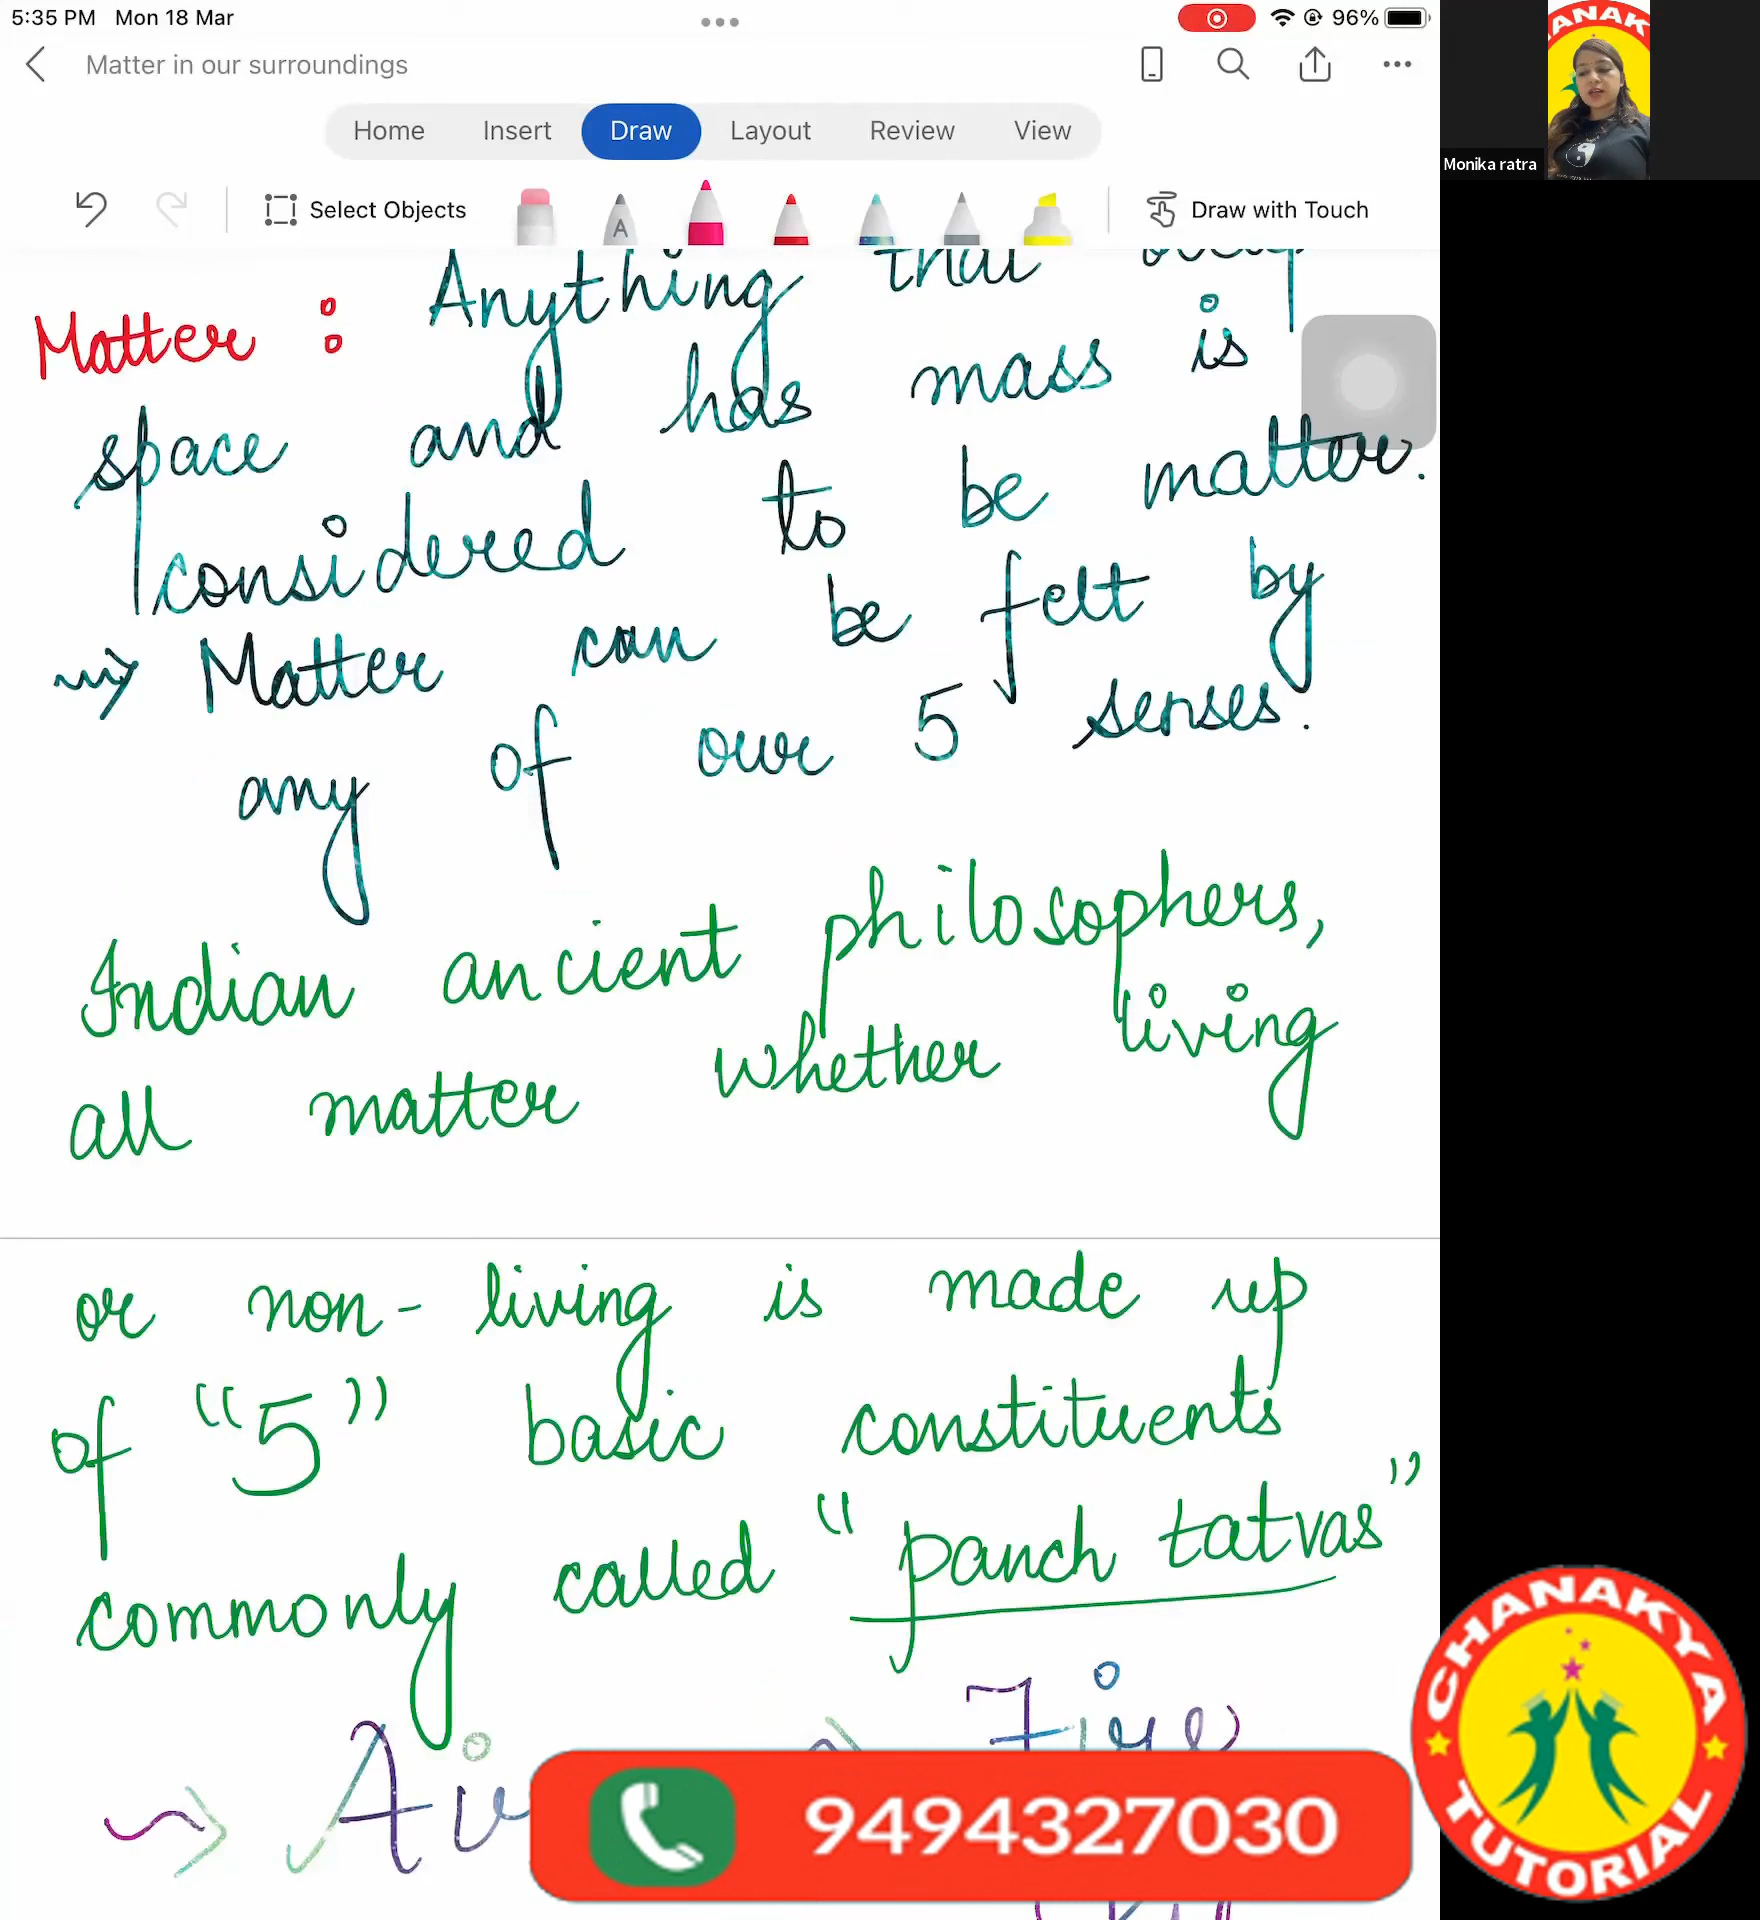 5:35 PM Mon 18 Mar
96%
Matter in our surroundings
Home Insert Draw Layout Review View
Select Objects
A
Draw with Touch
Matter : Anything that
space and has mass is
considered to be matter.
Matter can be felt by
any of our 5 senses.
Indian ancient philosophers,
all matter whether living
or non-living is made up
of "5" basic constituents
commonly called "panch tatvas"
→ Air → Fire
9494327030
ANAK
Monika ratra
CHANAKYA
TUTORIAL